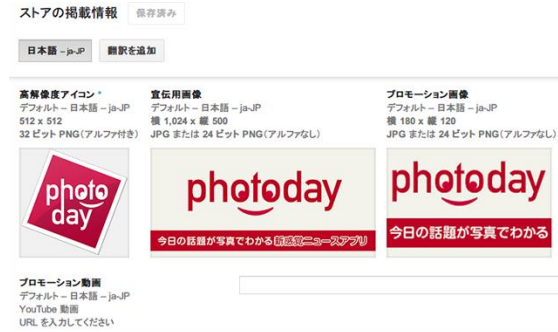 ストアの掲載情報 保存済み
日本語 – ja-JP 翻訳を追加
高解像度アイコン *
デフォルト – 日本語 – ja-JP
512 x 512
32 ビット PNG(アルファ付き)
photo
day
宣伝用画像
デフォルト – 日本語 – ja-JP
横 1,024 x 縦 500
JPG または 24 ビット PNG(アルファなし)
photoday
今日の話題が写真でわかる新感覚ニュースアプリ
プロモーション画像
デフォルト – 日本語 – ja-JP
横 180 x 縦 120
JPG または 24 ビット PNG(アルファなし)
photoday
今日の話題が写真でわかる
プロモーション動画
デフォルト – 日本語 – ja-JP
YouTube 動画
URL を入力してください